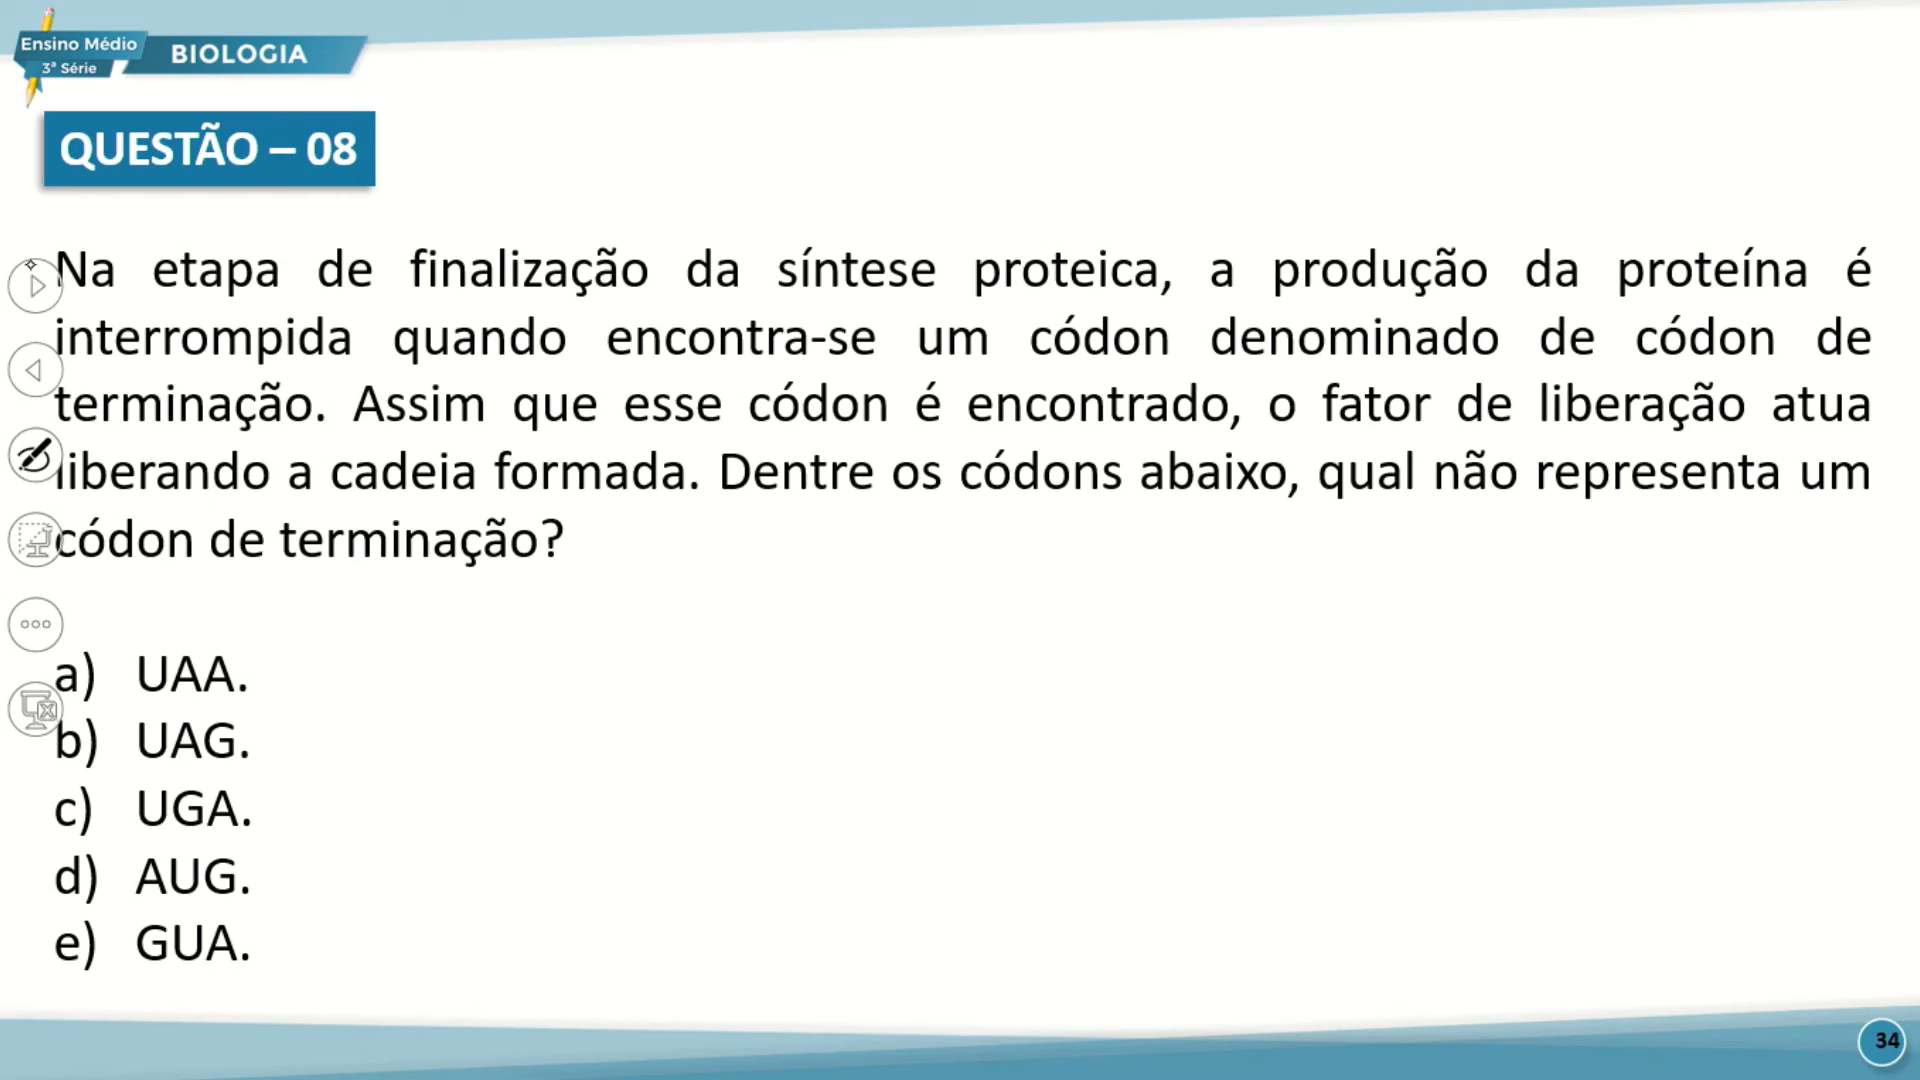 Ensino Médio
3ª Série
BIOLOGIA
QUESTÃO – 08
Na etapa de finalização da síntese proteica, a produção da proteína é
interrompida quando encontra-se um códon denominado de códon de
terminação. Assim que esse códon é encontrado, o fator de liberação atua
liberando a cadeia formada. Dentre os códons abaixo, qual não representa um
códon de terminação?
a) UAA.
b) UAG.
c) UGA.
d) AUG.
e) GUA.
34